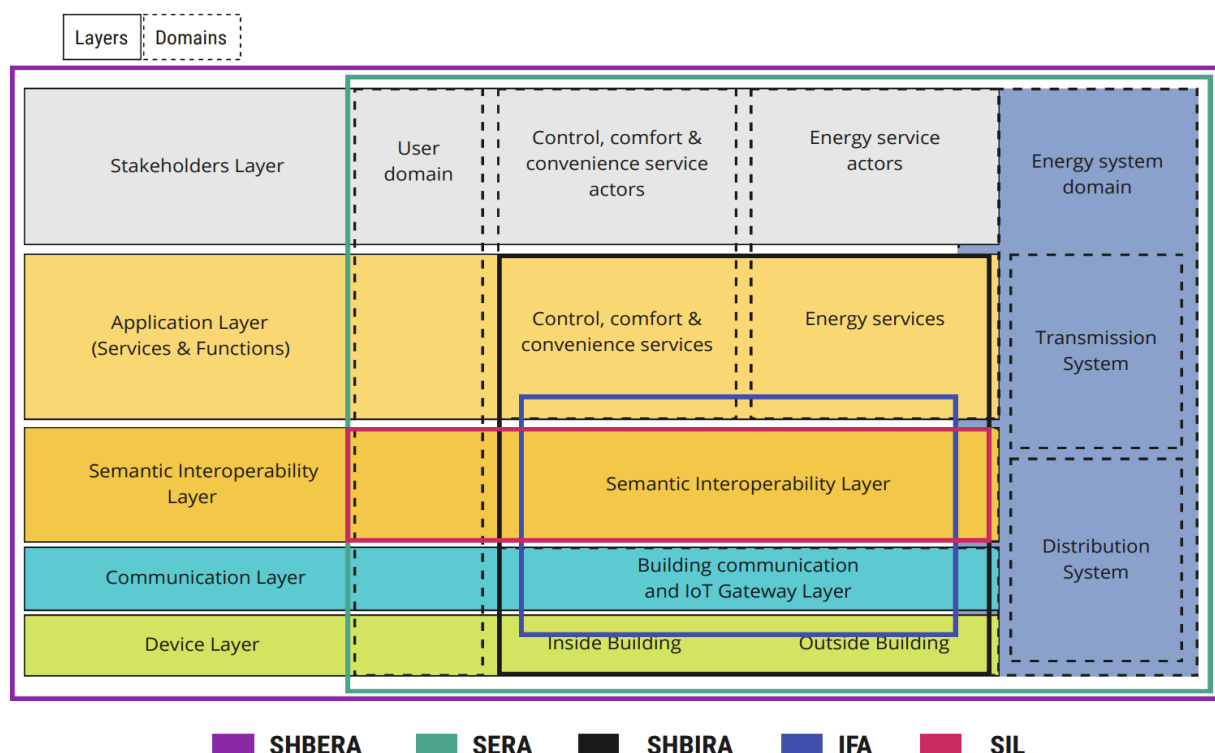 Layers
Domains
Stakeholders Layer
User
domain
Control, comfort &
convenience service
actors
Energy service
actors
Energy system
domain
Application Layer
(Services & Functions)
Control, comfort &
convenience services
Energy services
Transmission
System
Semantic Interoperability
Layer
Semantic Interoperability Layer
Distribution
System
Communication Layer
Building communication
and IoT Gateway Layer
Device Layer
Inside Building
Outside Building
SHBERA
SERA
SHBIRA
IFA
SIL